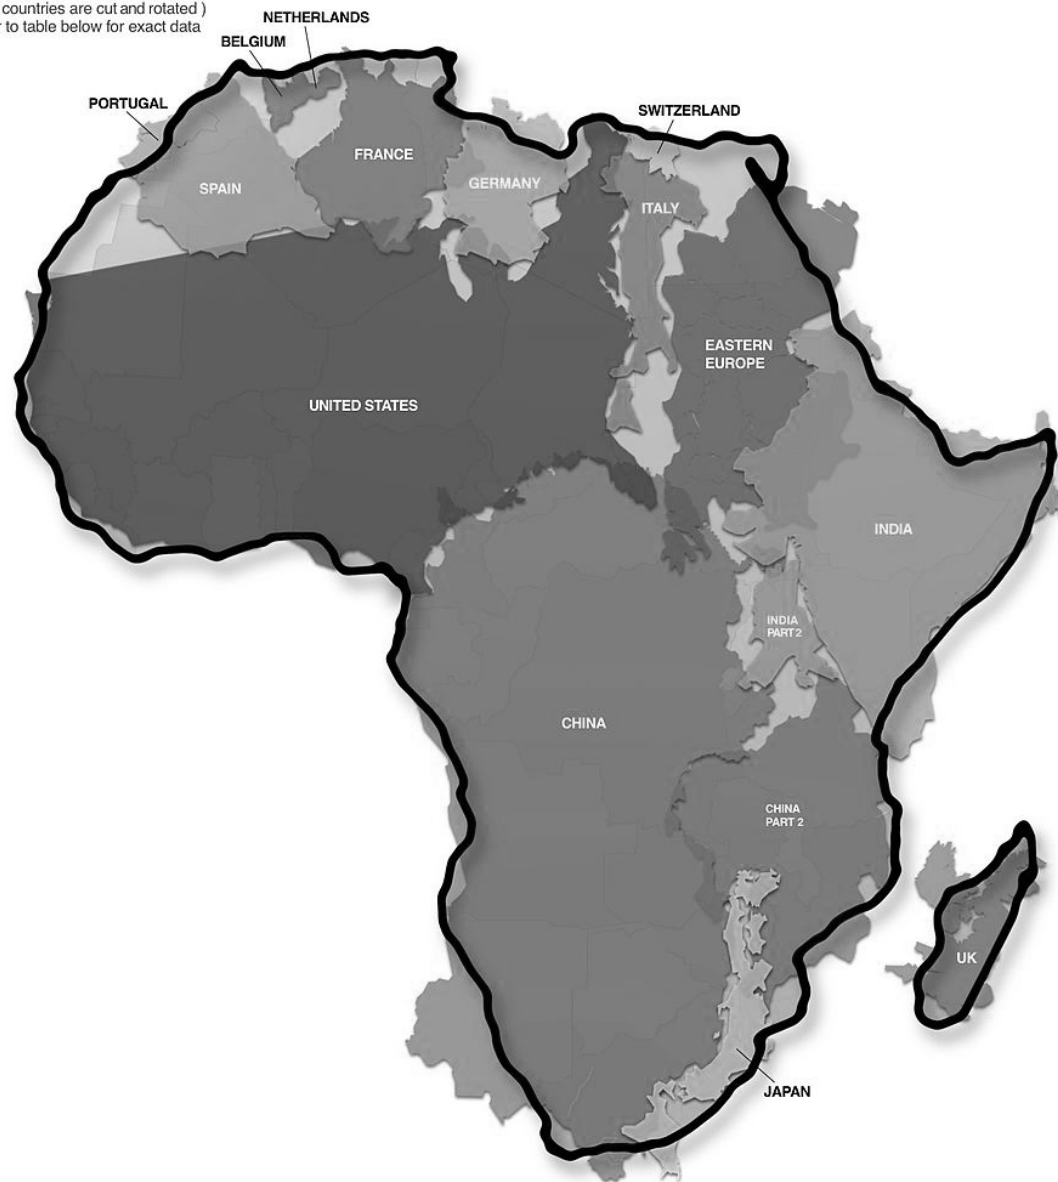 countries are cut and rotated )
r to table below for exact data
NETHERLANDS
BELGIUM
PORTUGAL
SWITZERLAND
FRANCE
SPAIN
GERMANY
ITALY
EASTERN
EUROPE
UNITED STATES
INDIA
INDIA
PART 2
CHINA
CHINA
PART 2
UK
JAPAN